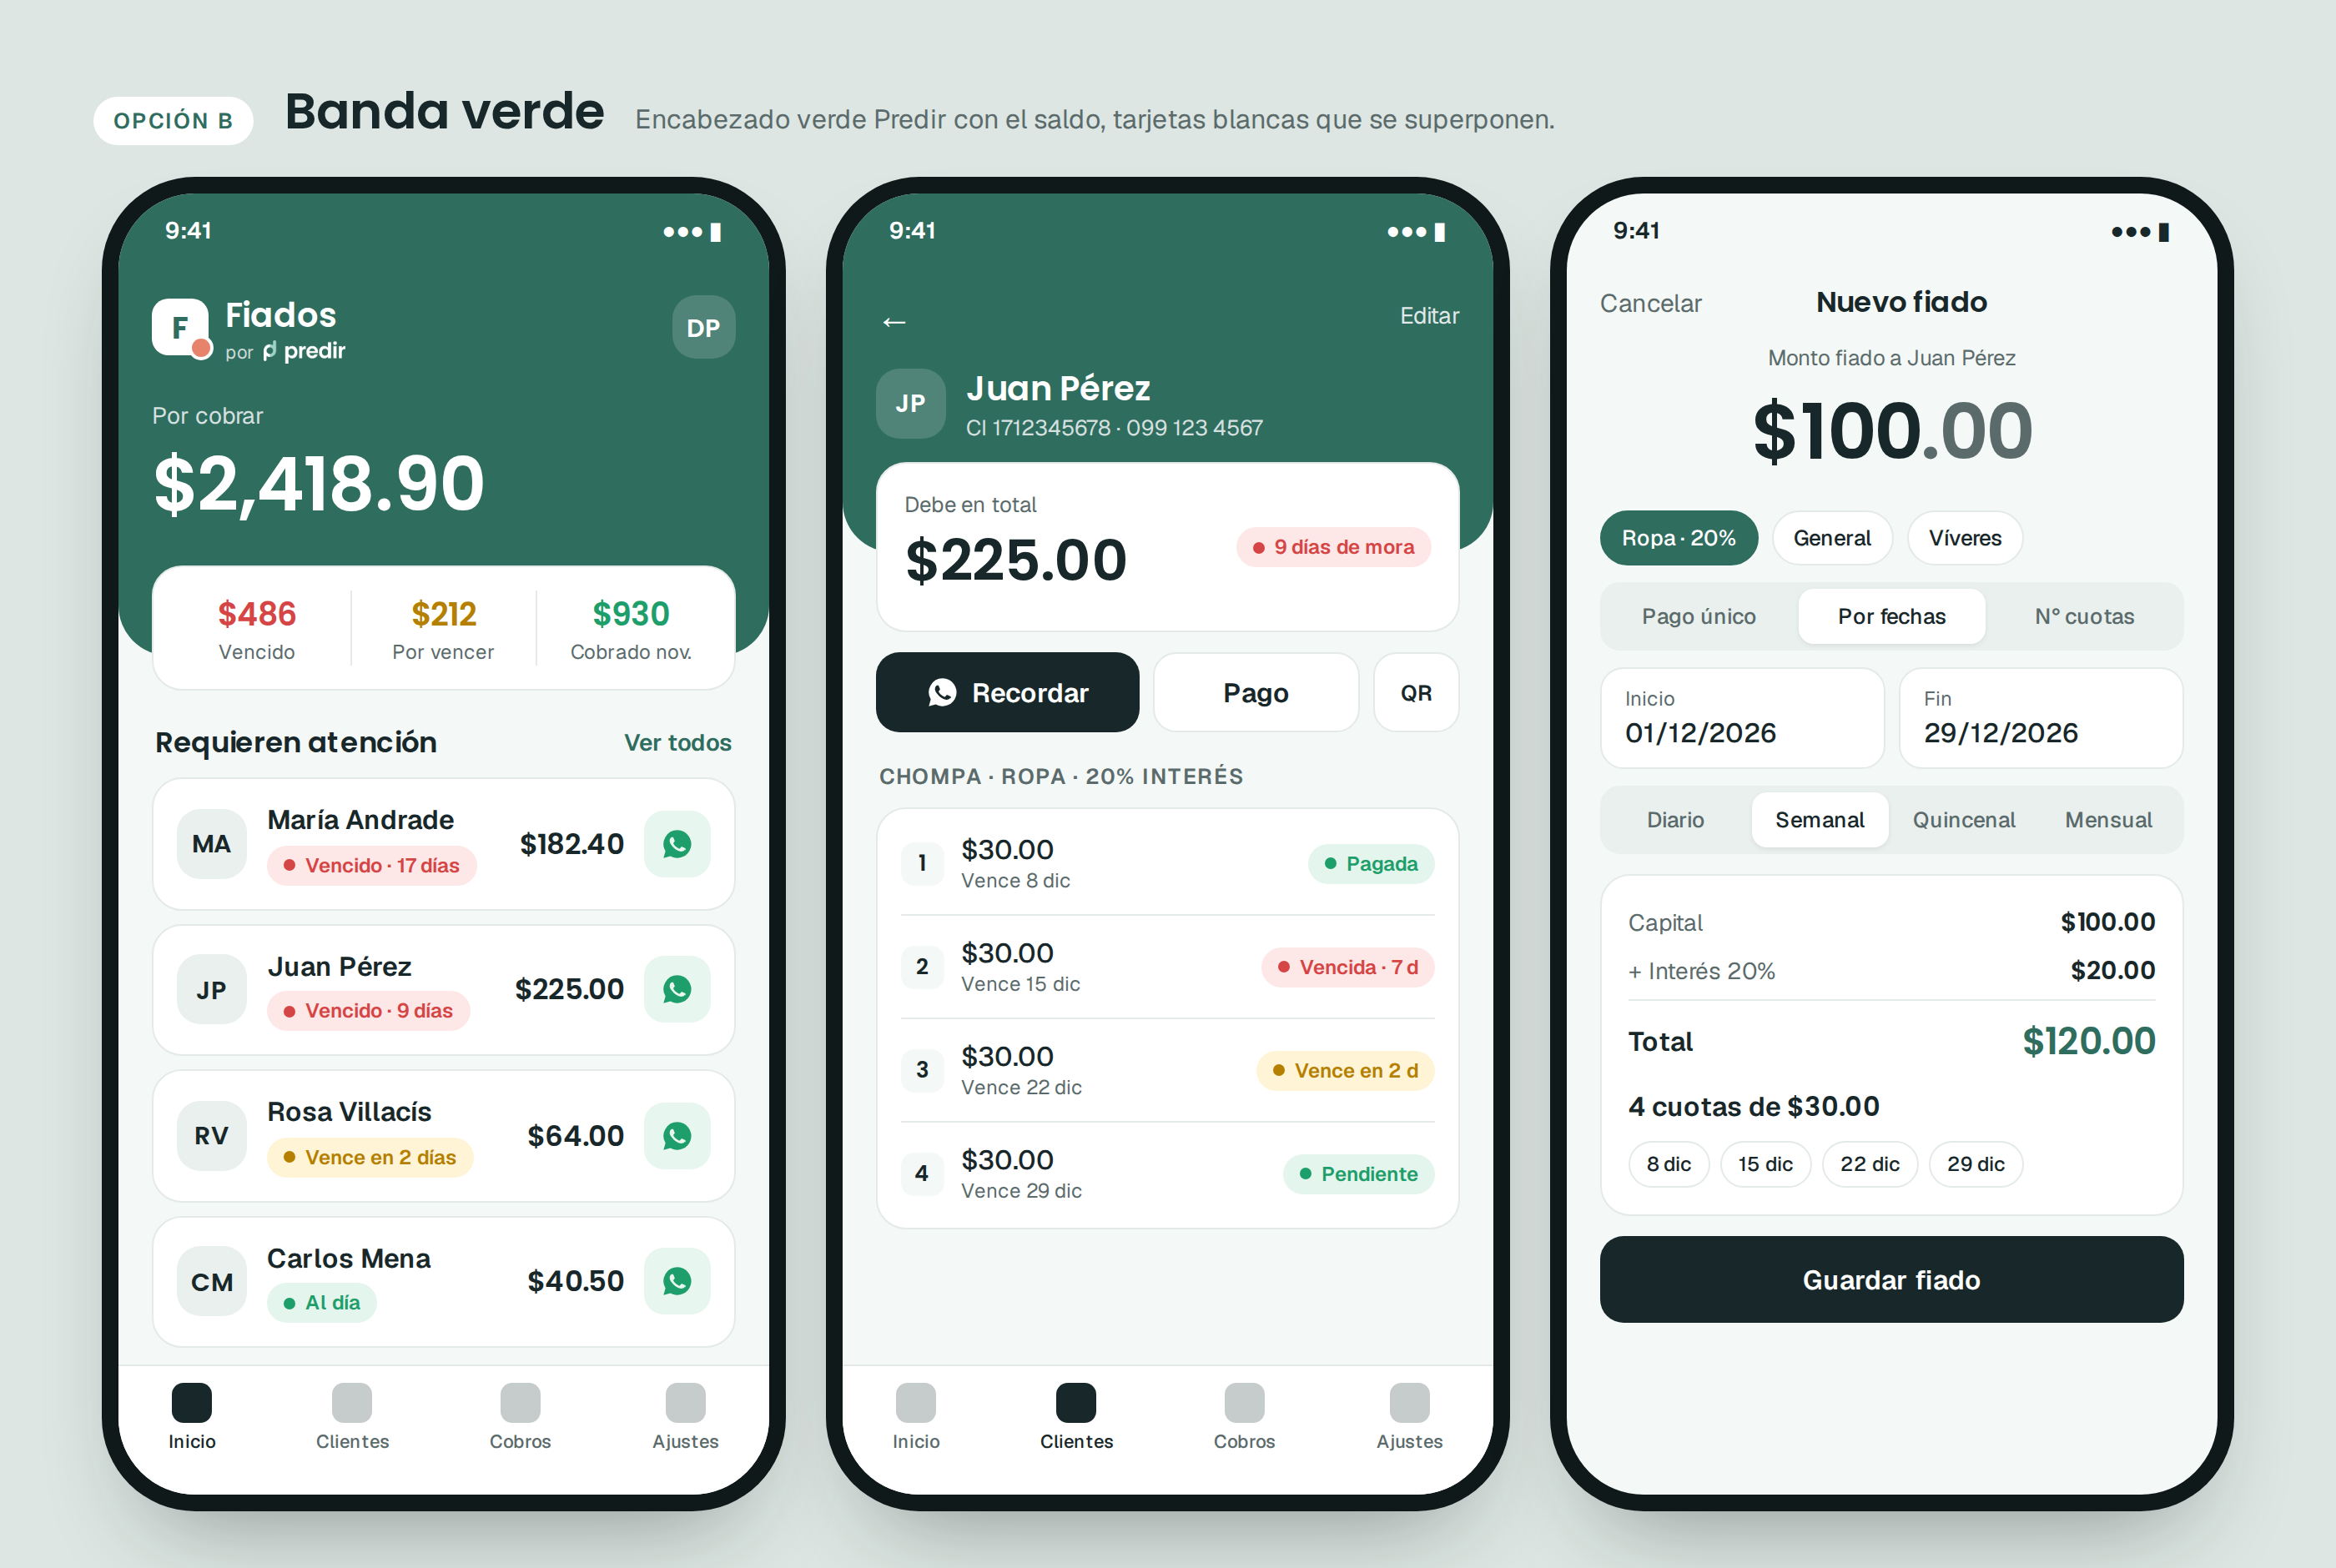 OPCIÓN B
Banda verde
Encabezado verde Predir con el saldo, tarjetas blancas que se superponen.
9:41
F
Fiados
por predir
DP
Por cobrar
$2,418.90
$486
Vencido
$212
Por vencer
$930
Cobrado nov.
Requieren atención
Ver todos
MA
María Andrade
Vencido · 17 días
$182.40
JP
Juan Pérez
Vencido · 9 días
$225.00
RV
Rosa Villacís
Vence en 2 días
$64.00
CM
Carlos Mena
Al día
$40.50
Inicio
Clientes
Cobros
Ajustes
9:41
←
Editar
JP
Juan Pérez
CI 1712345678 · 099 123 4567
Debe en total
$225.00
9 días de mora
Recordar
Pago
QR
CHOMPA · ROPA · 20% INTERÉS
1
$30.00
Vence 8 dic
Pagada
2
$30.00
Vence 15 dic
Vencida · 7 d
3
$30.00
Vence 22 dic
Vence en 2 d
4
$30.00
Vence 29 dic
Pendiente
Inicio
Clientes
Cobros
Ajustes
9:41
Cancelar
Nuevo fiado
Monto fiado a Juan Pérez
$100.00
Ropa · 20%
General
Víveres
Pago único
Por fechas
N° cuotas
Inicio
01/12/2026
Fin
29/12/2026
Diario
Semanal
Quincenal
Mensual
Capital
$100.00
+ Interés 20%
$20.00
Total
$120.00
4 cuotas de $30.00
8 dic
15 dic
22 dic
29 dic
Guardar fiado